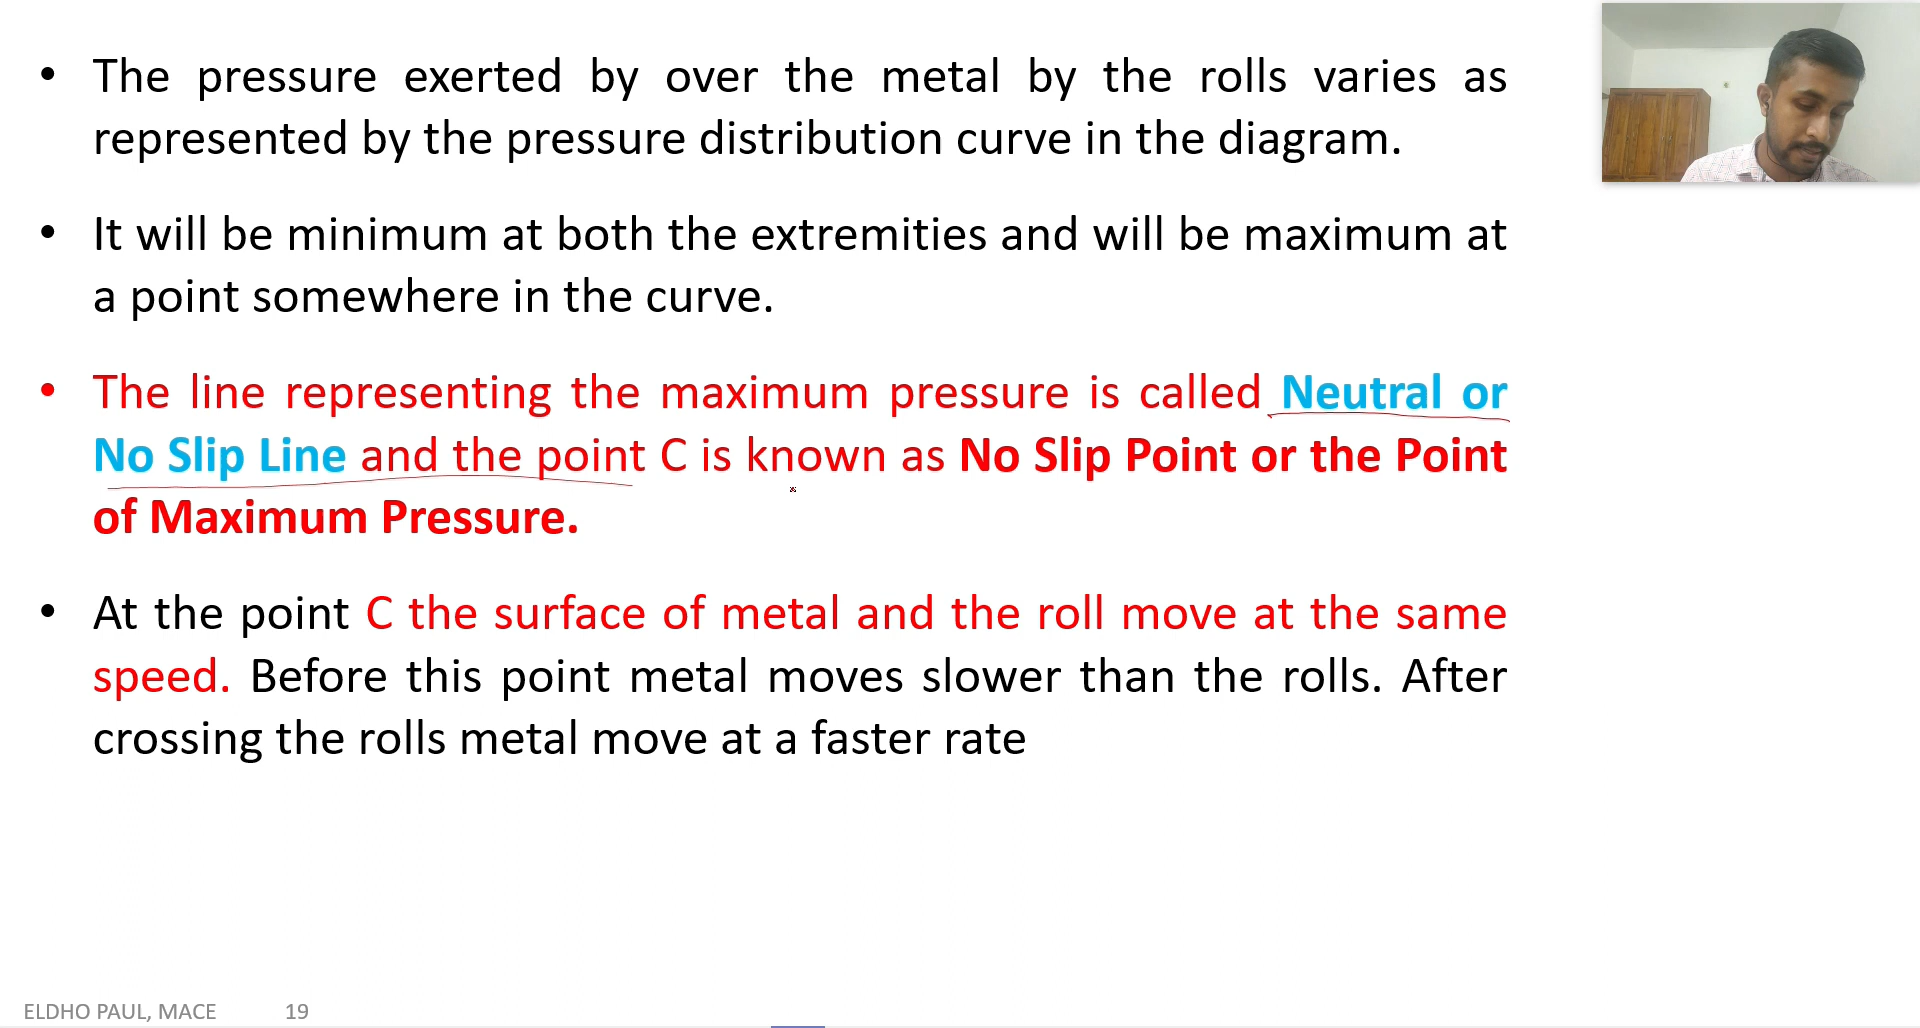 • The pressure exerted by over the metal by the rolls varies as
represented by the pressure distribution curve in the diagram.
• It will be minimum at both the extremities and will be maximum at
a point somewhere in the curve.
• The line representing the maximum pressure is called Neutral or
No Slip Line and the point C is known as No Slip Point or the Point
of Maximum Pressure.
• At the point C the surface of metal and the roll move at the same
speed. Before this point metal moves slower than the rolls. After
crossing the rolls metal move at a faster rate
ELDHO PAUL, MACE 19